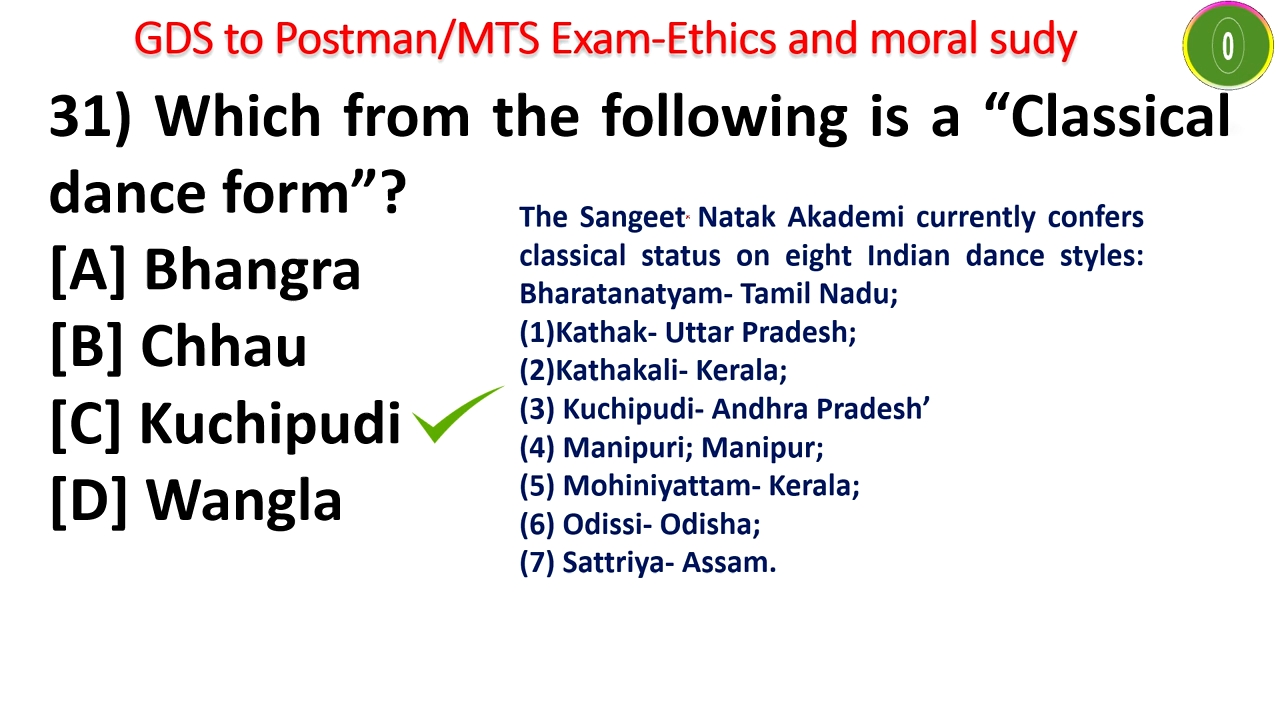 GDS to Postman/MTS Exam-Ethics and moral sudy
0
31) Which from the following is a “Classical
dance form”?
[A] Bhangra
[B] Chhau
[C] Kuchipudi
[D] Wangla
The Sangeet Natak Akademi currently confers
classical status on eight Indian dance styles:
Bharatanatyam- Tamil Nadu;
(1)Kathak- Uttar Pradesh;
(2)Kathakali- Kerala;
(3) Kuchipudi- Andhra Pradesh’
(4) Manipuri; Manipur;
(5) Mohiniyattam- Kerala;
(6) Odissi- Odisha;
(7) Sattriya- Assam.